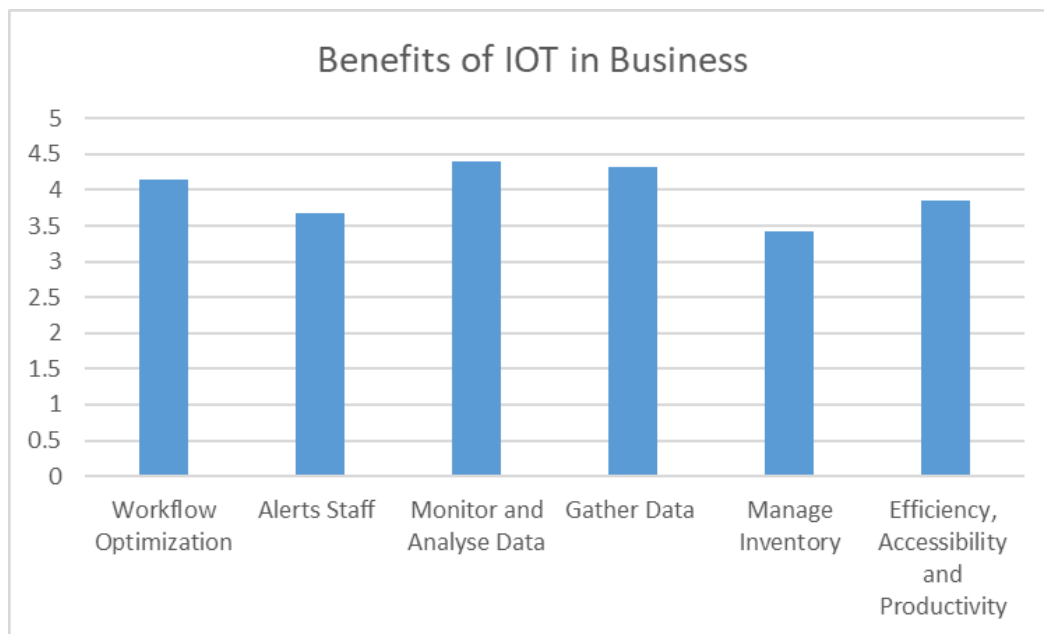 Benefits of IOT in Business
5
4.5
4
3.5
3
2.5
2
1.5
1
0.5
0
Workflow
Optimization
Alerts Staff
Monitor and
Analyse Data
Gather Data
Manage
Inventory
Efficiency,
Accessibility
and
Productivity